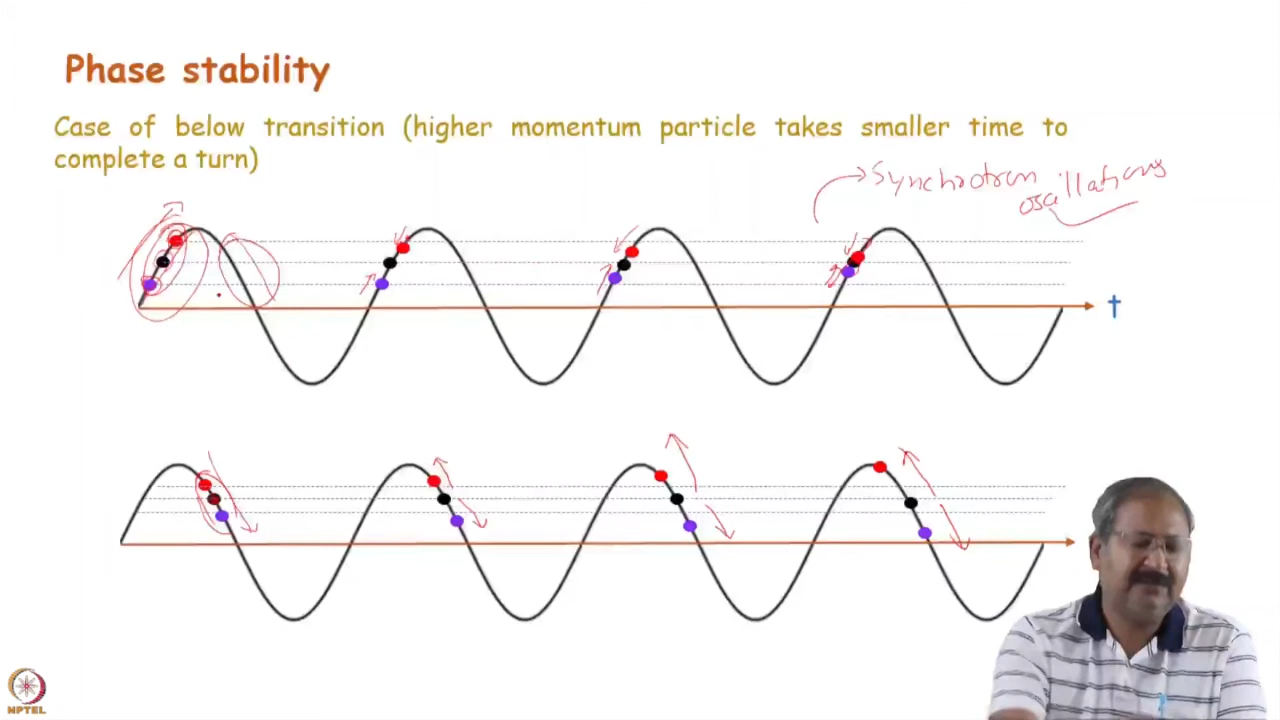 Phase stability
Case of below transition (higher momentum particle takes smaller time to
complete a turn)
Synchrotron
oscillations
t
NPTEL